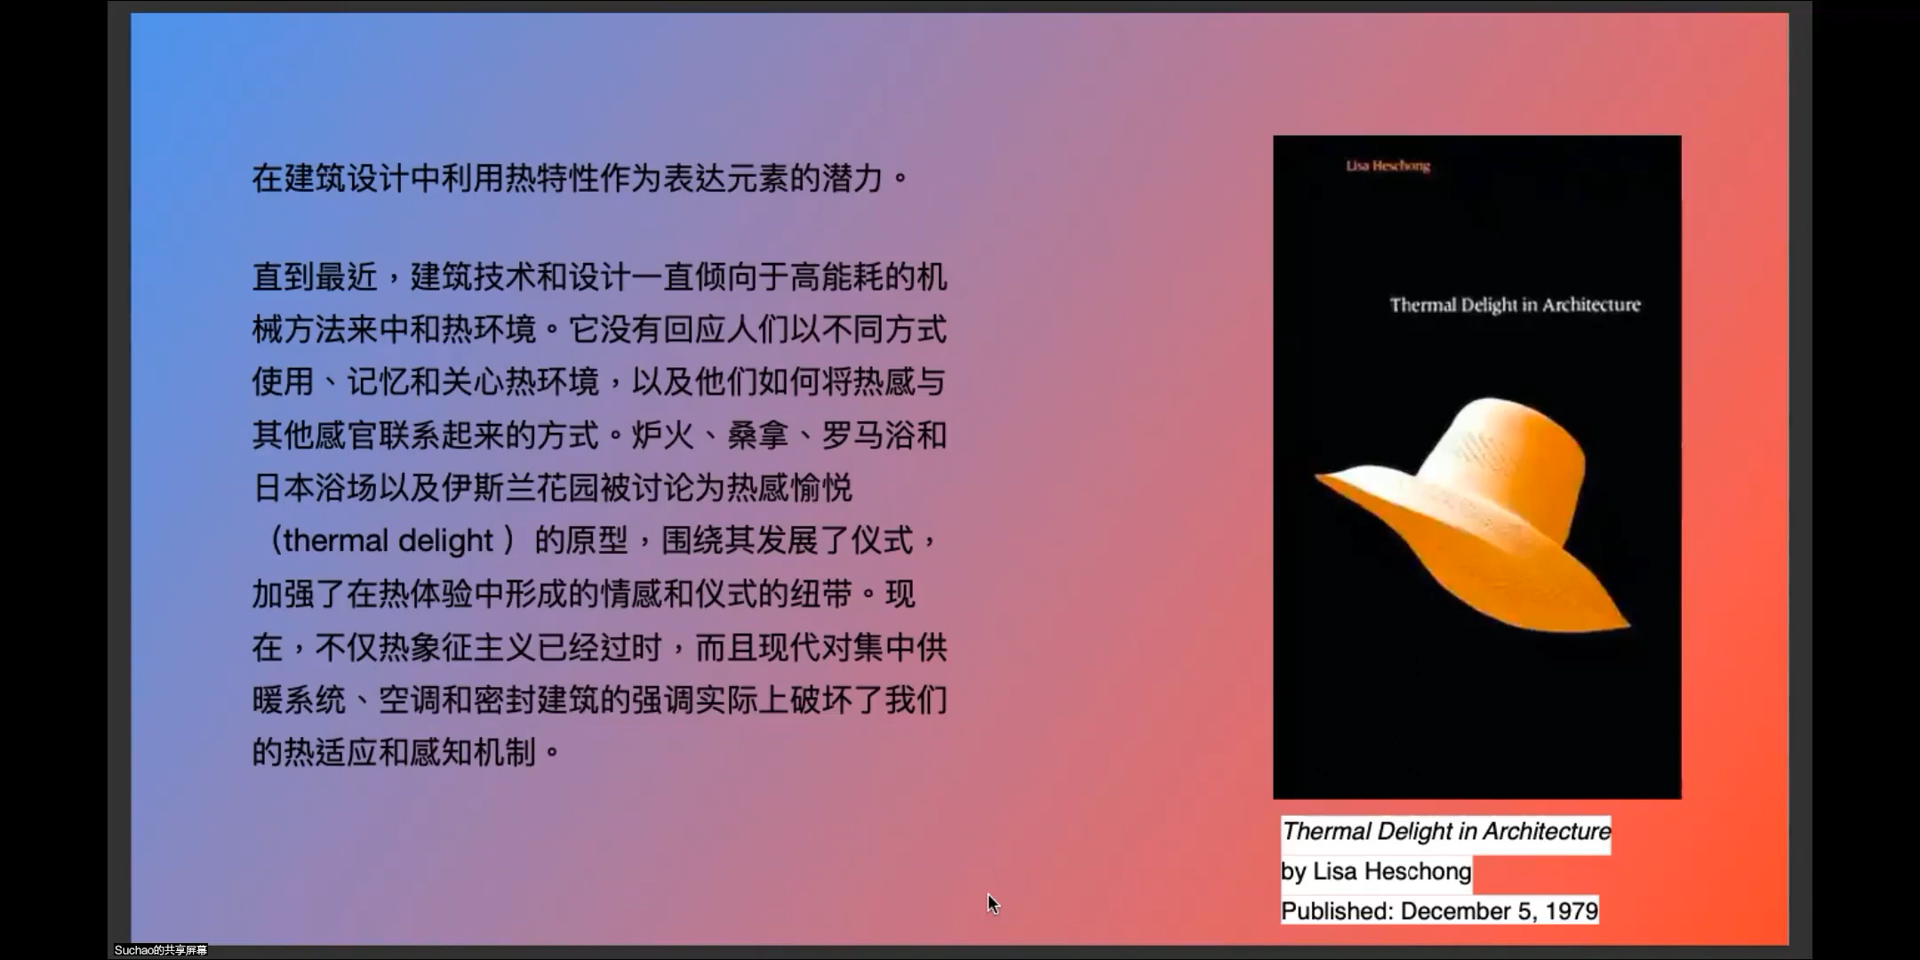 在建筑设计中利用热特性作为表达元素的潜力。
直到最近，建筑技术和设计一直倾向于高能耗的机
械方法来中和热环境。它没有回应人们以不同方式
使用、记忆和关心热环境，以及他们如何将热感与
其他感官联系起来的方式。炉火、桑拿、罗马浴和
日本浴场以及伊斯兰花园被讨论为热感愉悦
（thermal delight ）的原型，围绕其发展了仪式，
加强了在热体验中形成的情感和仪式的纽带。现
在，不仅热象征主义已经过时，而且现代对集中供
暖系统、空调和密封建筑的强调实际上破坏了我们
的热适应和感知机制。
Lisa Heschong
Thermal Delight in Architecture
Thermal Delight in Architecture
by Lisa Heschong
Published: December 5, 1979
Suchao的共享屏幕